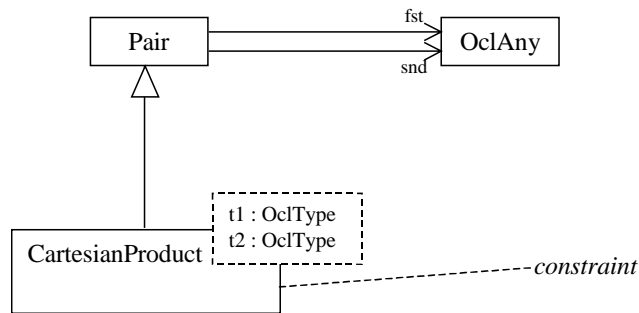 fst
Pair
OclAny
snd
t1 : OclType
t2 : OclType
CartesianProduct
constraint